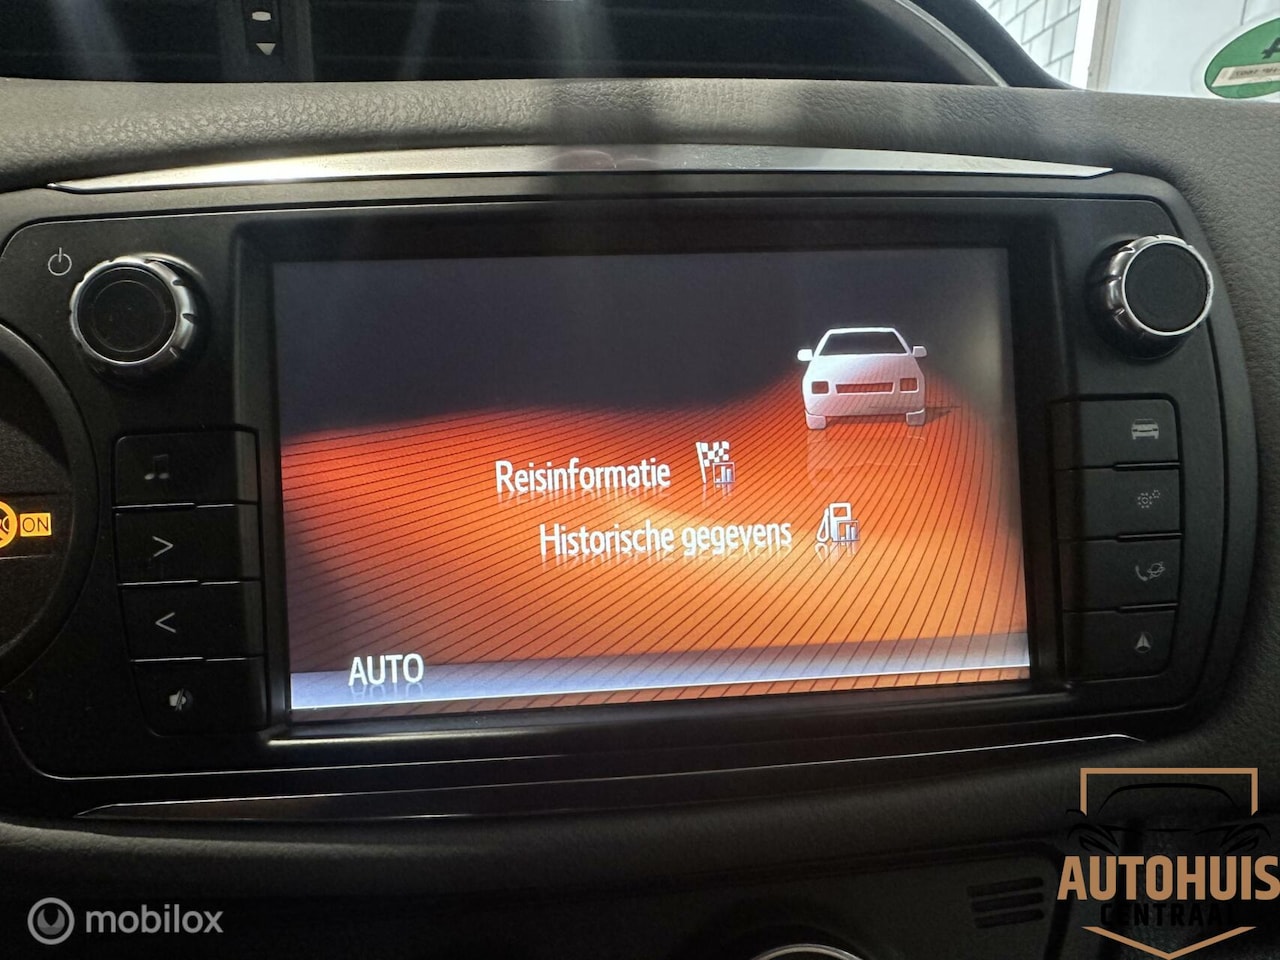 ON
Reisinformatie
Historische gegevens
AUTO
mobilox
AUTOHUIS
CENTRAAL